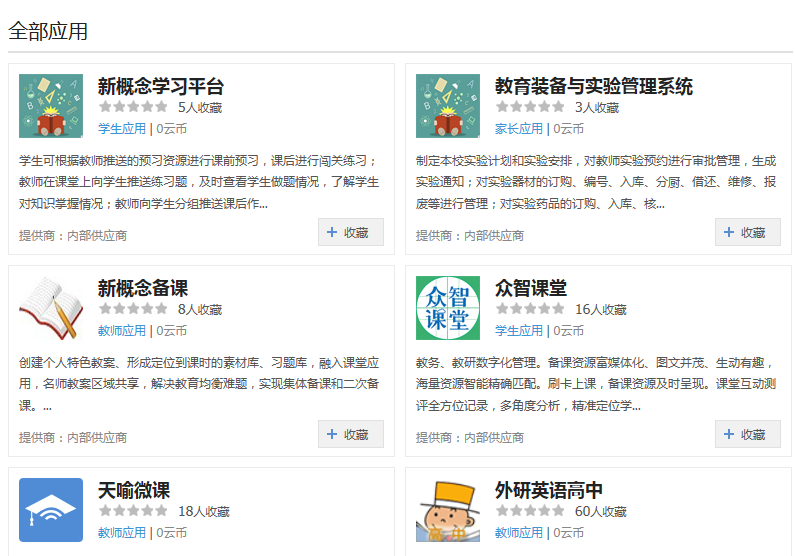 全部应用
新概念学习平台
5人收藏
学生应用 | 0云币
学生可根据教师推送的预习资源进行课前预习，课后进行闯关练习；
教师在课堂上向学生推送练习题，及时查看学生做题情况，了解学生
对知识掌握情况；教师向学生分组推送课后作...
提供商：内部供应商
+ 收藏
教育装备与实验管理系统
3人收藏
家长应用 | 0云币
制定本校实验计划和实验安排，对教师实验预约进行审批管理，生成
实验通知；对实验器材的订购、编号、入库、分厨、借还、维修、报
废等进行管理；对实验药品的订购、入库、核...
提供商：内部供应商
+ 收藏
新概念备课
8人收藏
教师应用 | 0云币
创建个人特色教案、形成定位到课时的素材库、习题库，融入课堂应
用，名师教案区域共享，解决教育均衡难题，实现集体备课和二次备
课。...
提供商：内部供应商
+ 收藏
众智
课堂
众智课堂
16人收藏
学生应用 | 0云币
教务、教研数字化管理。备课资源富媒体化、图文并茂、生动有趣，
海量资源智能精确匹配。刷卡上课，备课资源及时呈现。课堂互动测
评全方位记录，多角度分析，精准定位学...
提供商：内部供应商
+ 收藏
天喻微课
18人收藏
教师应用 | 0云币
高中
外研英语高中
60人收藏
教师应用 | 0云币